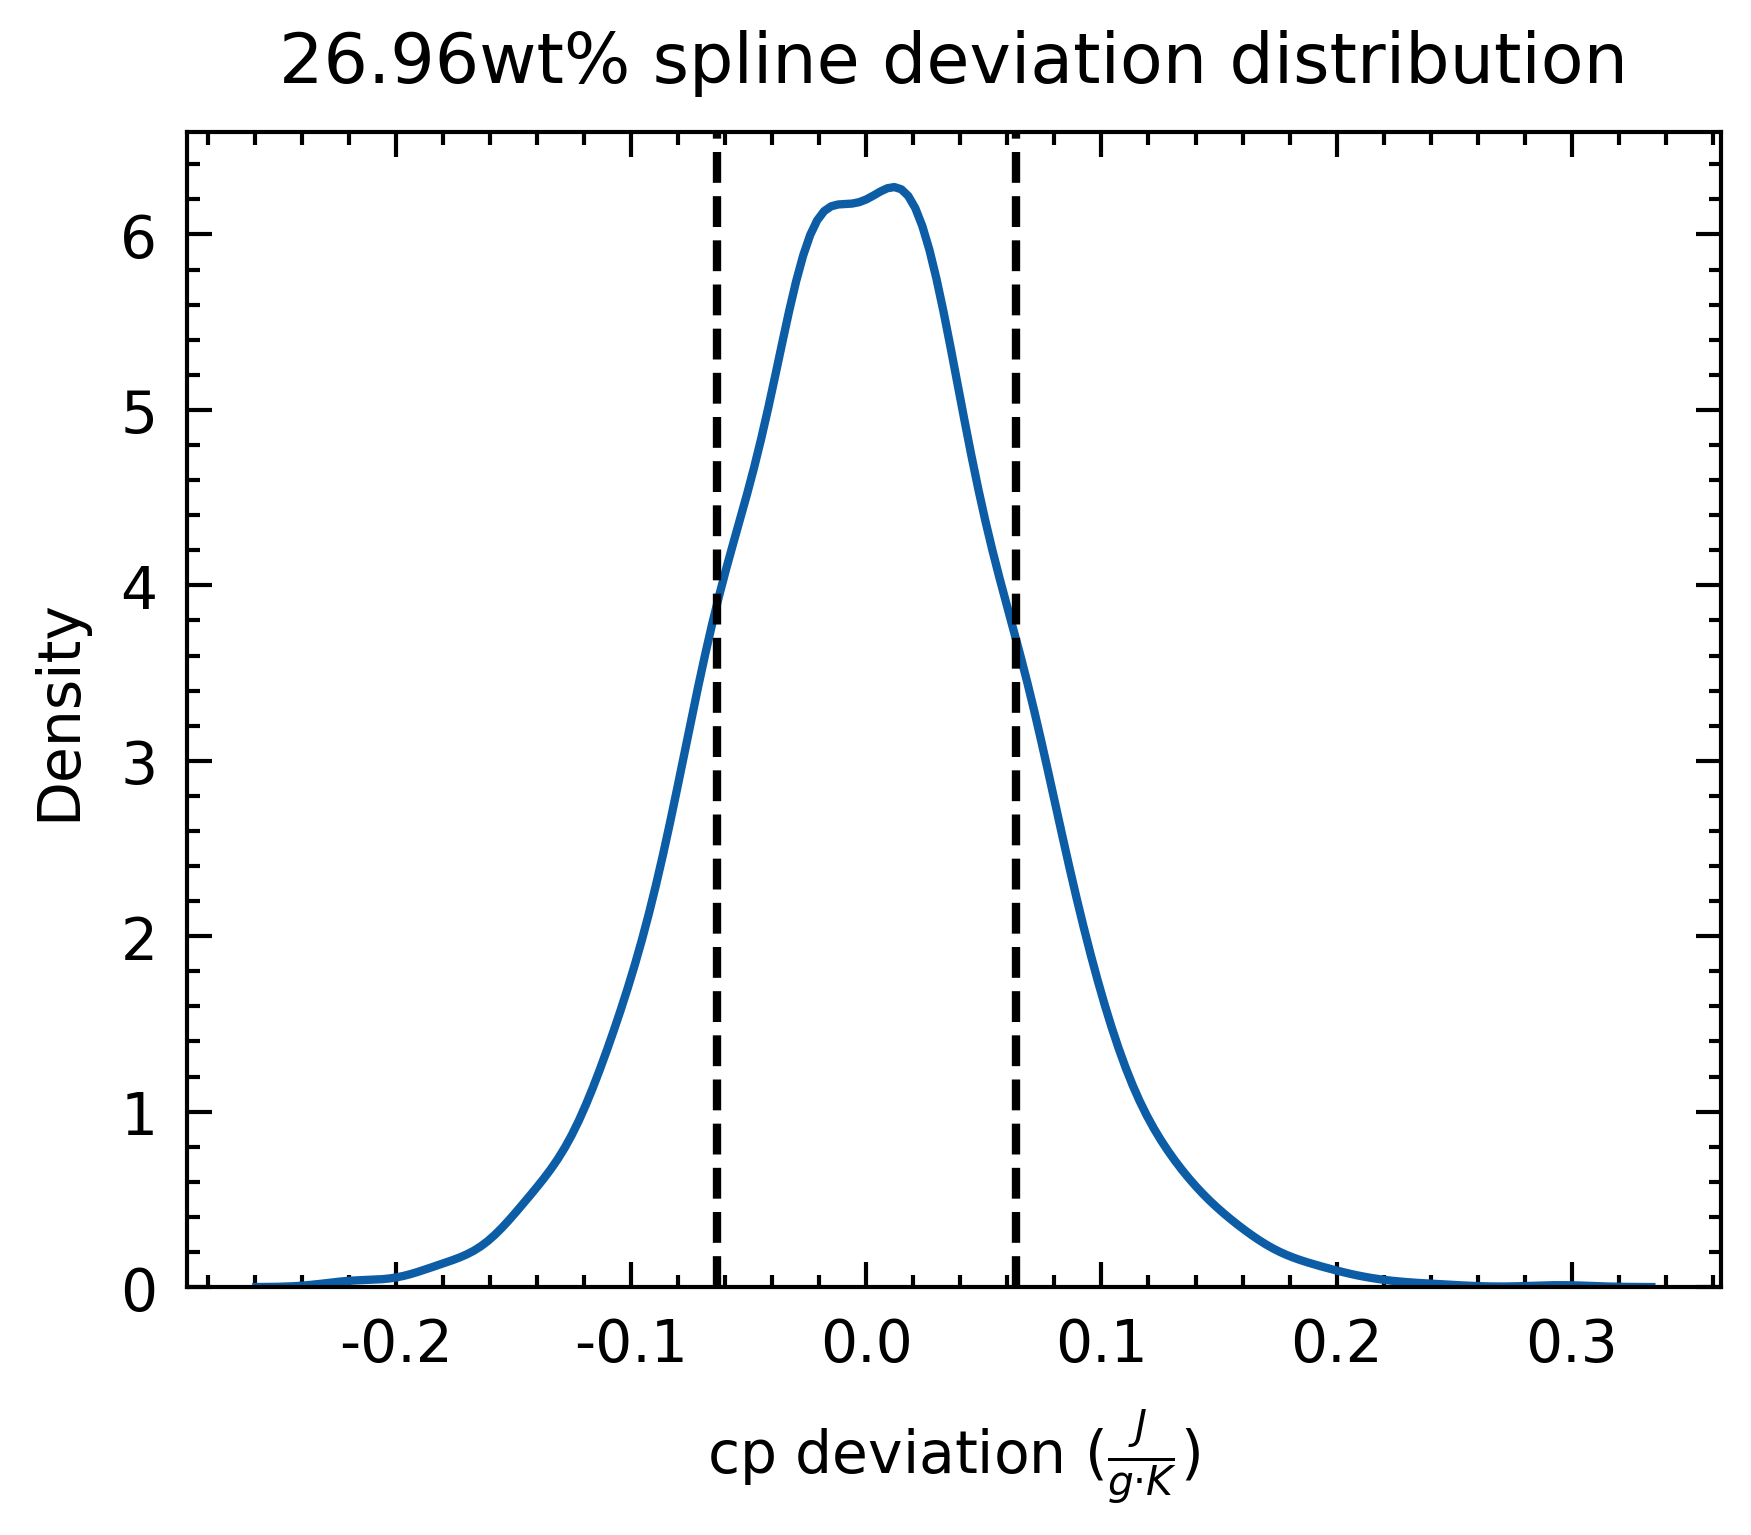 26.96wt% spline deviation distribution
Density
6
5
4
3
2
1
0
-0.2 -0.1 0.0 0.1 0.2 0.3
cp deviation (J/g·K)